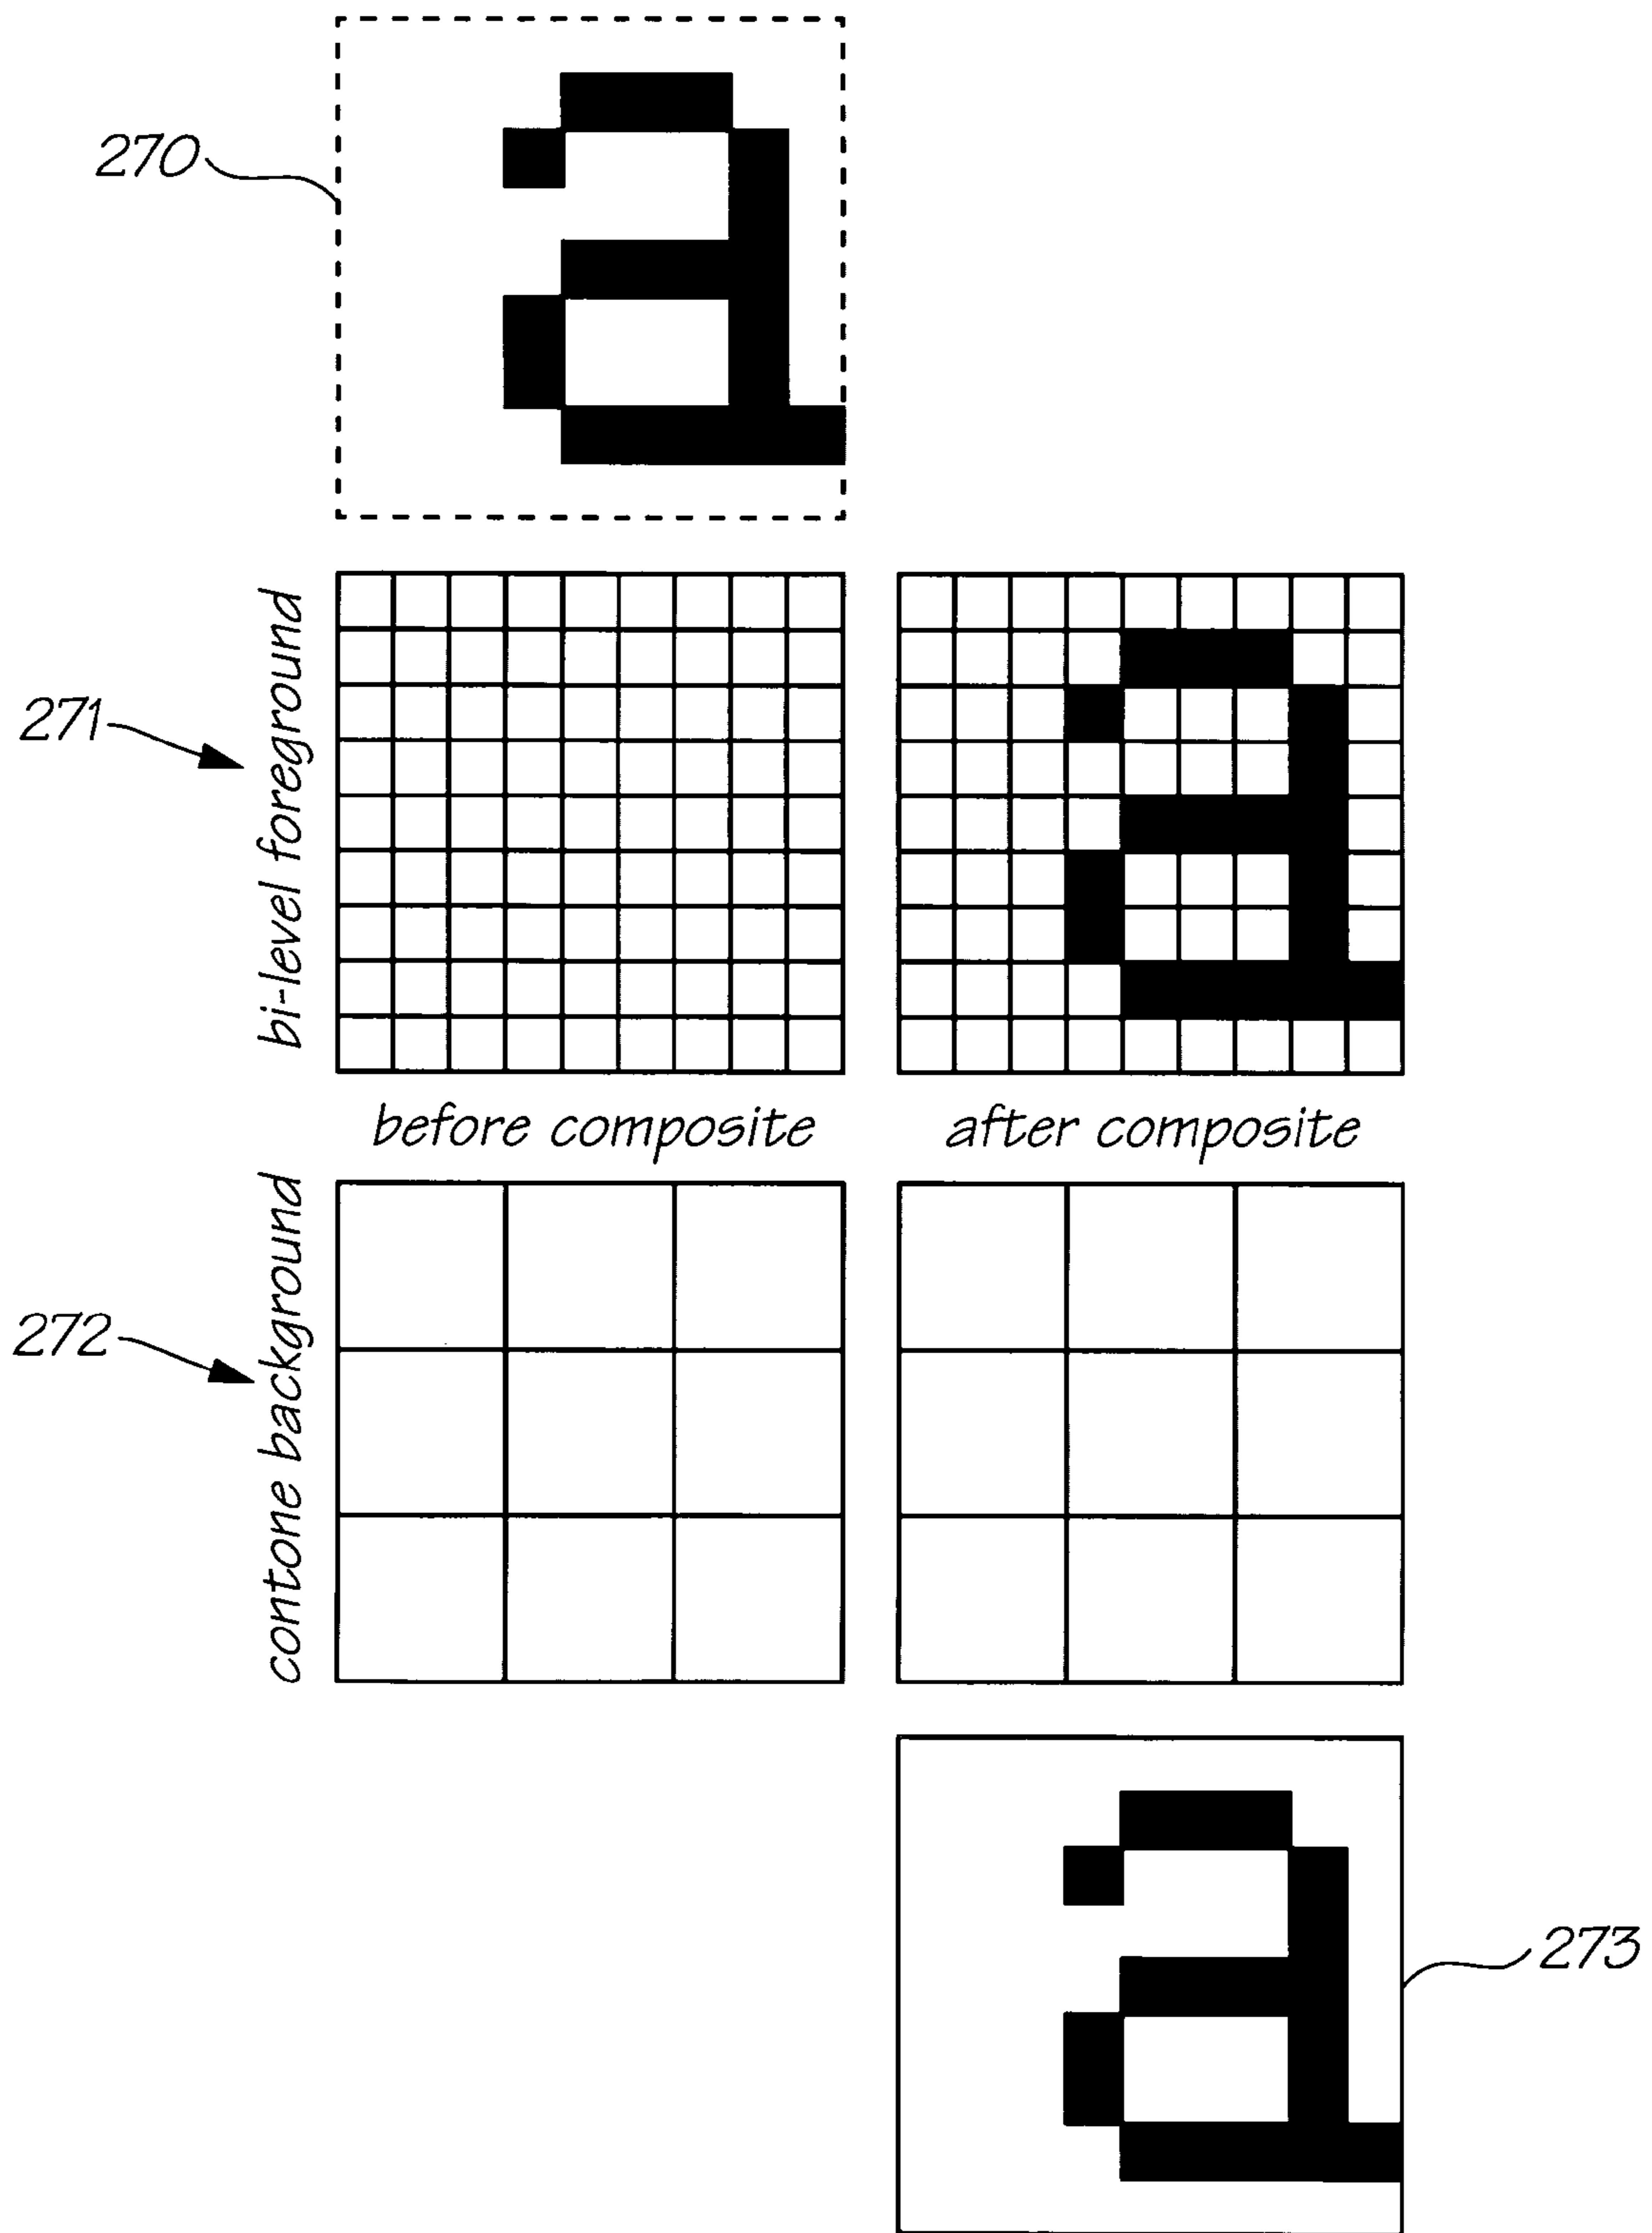 270
a
271
bi-level foreground
a
before composite
after composite
272
contone background
a
273